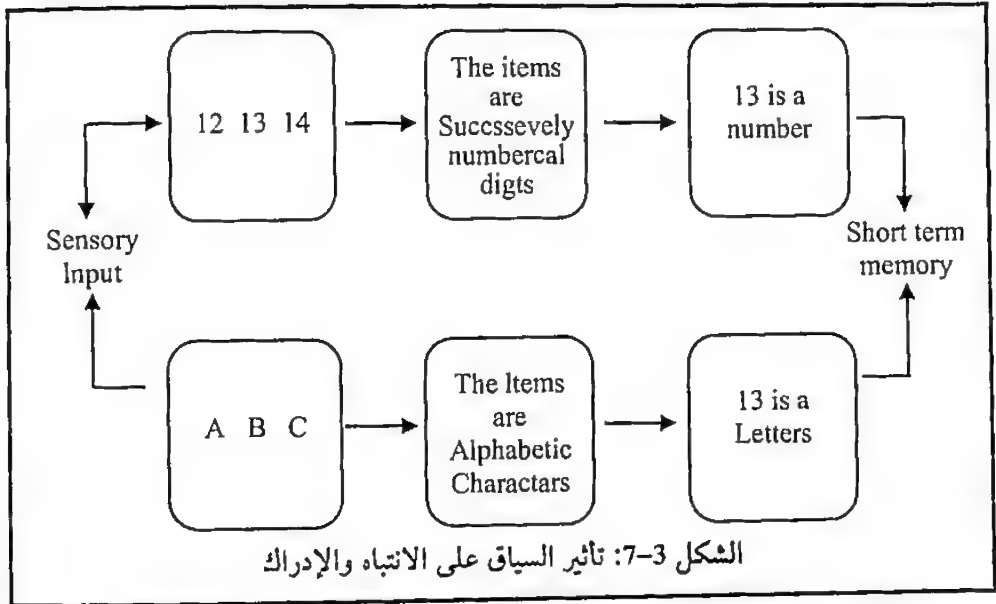 12 13 14
The items
are
Succssevely
numbercal
digts
13 is a
number
Sensory
Input
Short term
memory
A B C
The Items
are
Alphabetic
Charactars
13 is a
Letters
الشكل 3-7: تأثير السياق على الانتباه والإدراك